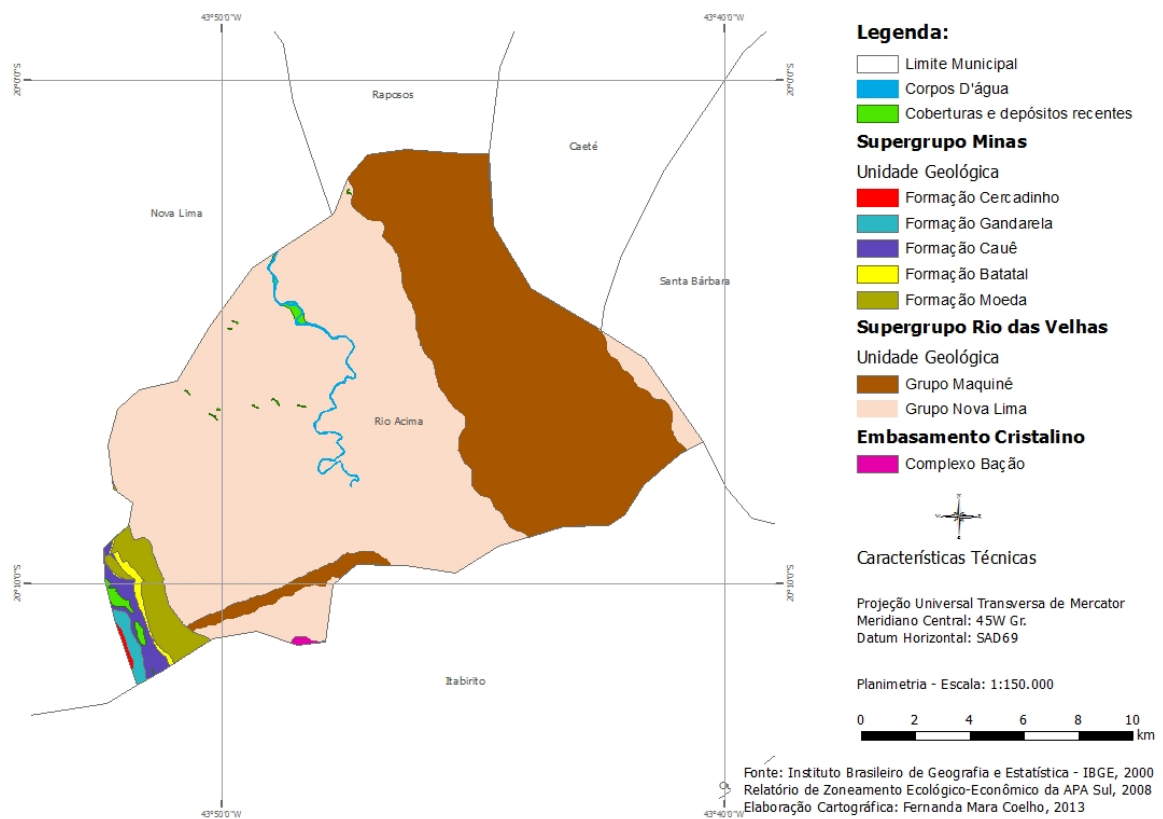 43°50'0"W
43°40'0"W
20°0'0"S
20°0'0"S
Raposos
Caeté
Nova Lima
Santa Bárbara
Rio Acima
20°10'0"S
20°10'0"S
Itabirito
43°50'0"W
43°40'0"W
Legenda:
Limite Municipal
Corpos D'água
Coberturas e depósitos recentes
Supergrupo Minas
Unidade Geológica
Formação Cercadinho
Formação Gandarela
Formação Cauê
Formação Batatal
Formação Moeda
Supergrupo Rio das Velhas
Unidade Geológica
Grupo Maquiné
Grupo Nova Lima
Embasamento Cristalino
Complexo Bação
Características Técnicas
Projeção Universal Transversa de Mercator
Meridiano Central: 45W Gr.
Datum Horizontal: SAD69
Planimetria - Escala: 1:150.000
0 2 4 6 8 10
km
Fonte: Instituto Brasileiro de Geografia e Estatística - IBGE, 2000
Relatório de Zoneamento Ecológico-Econômico da APA Sul, 2008
Elaboração Cartográfica: Fernanda Mara Coelho, 2013